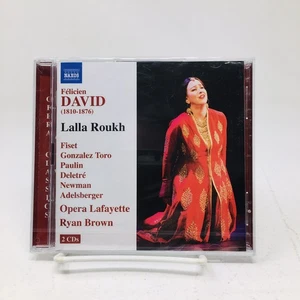 NAXOS
Félicien
DAVID
(1810-1876)
Lalla Roukh
Fiset
Gonzalez Toro
Paulin
Deletré
Newman
Adelsberger
Opera Lafayette
Ryan Brown
2 CDs
OPERA CLASSICS